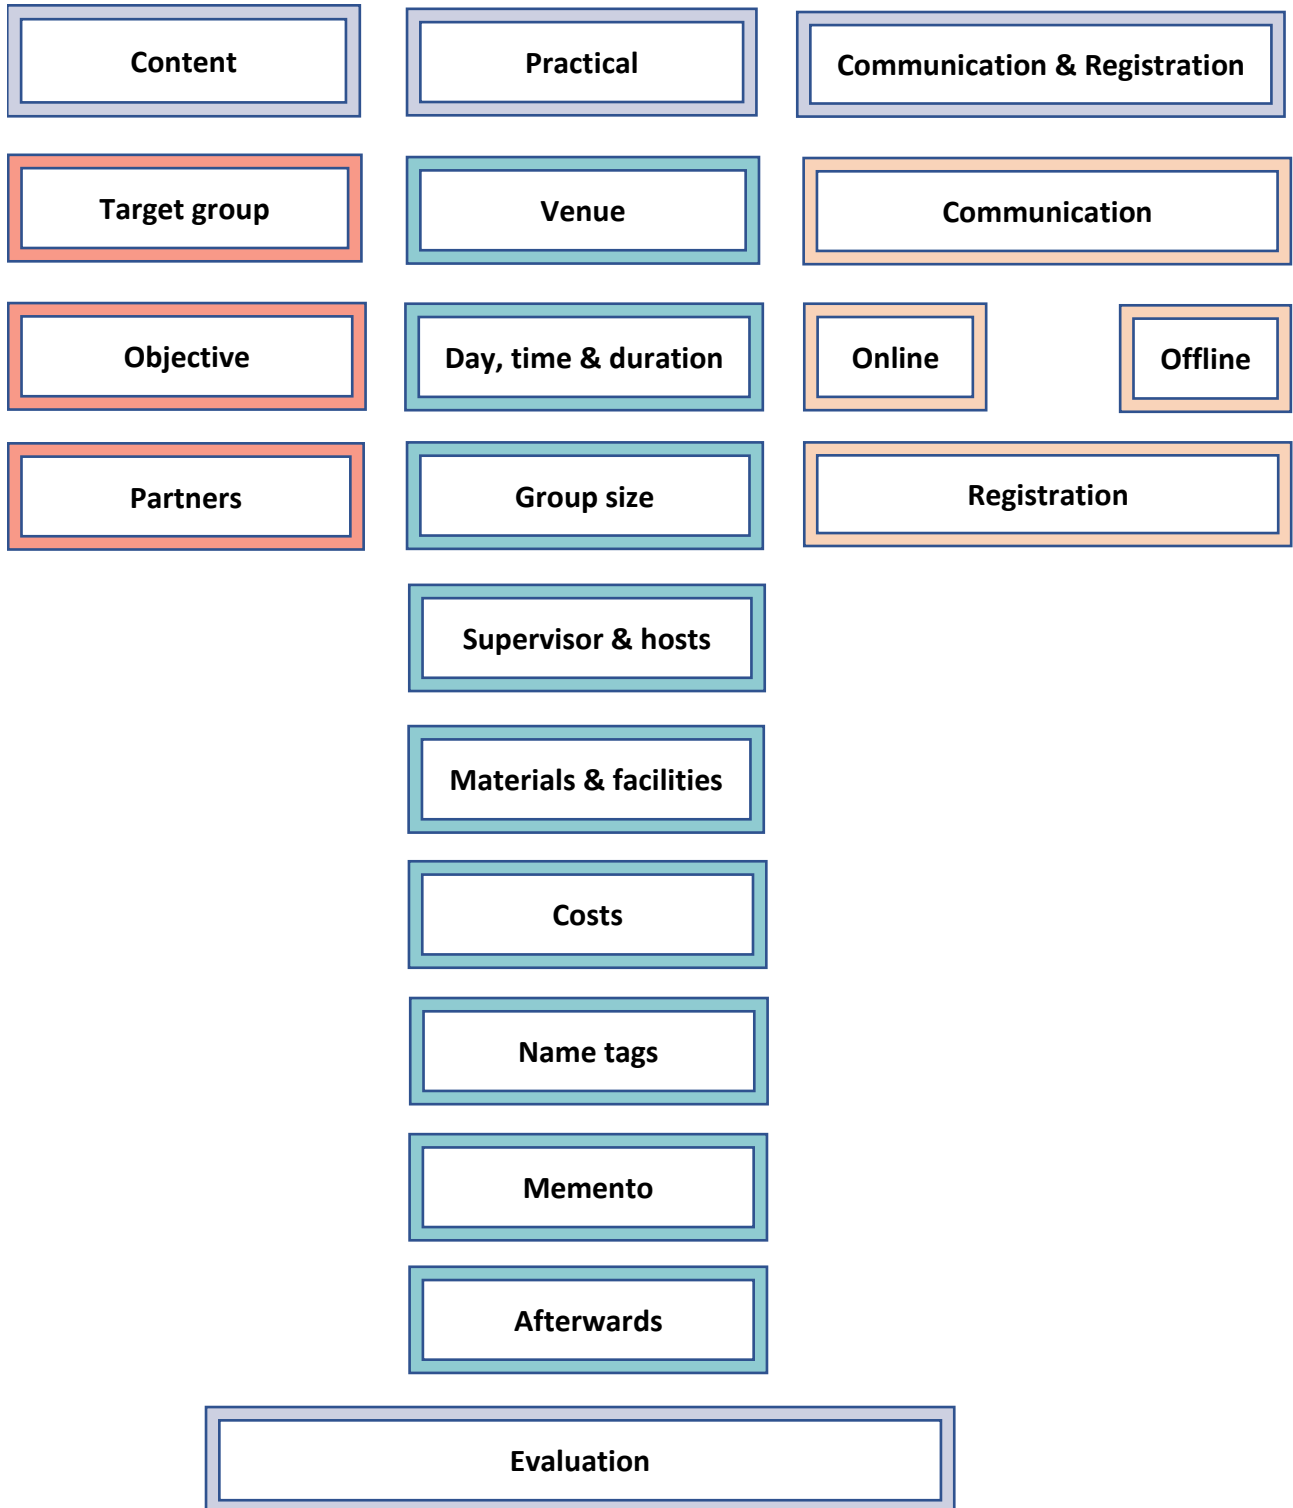 Content
Practical
Communication & Registration
Target group
Venue
Communication
Objective
Day, time & duration
Online
Offline
Partners
Group size
Registration
Supervisor & hosts
Materials & facilities
Costs
Name tags
Memento
Afterwards
Evaluation